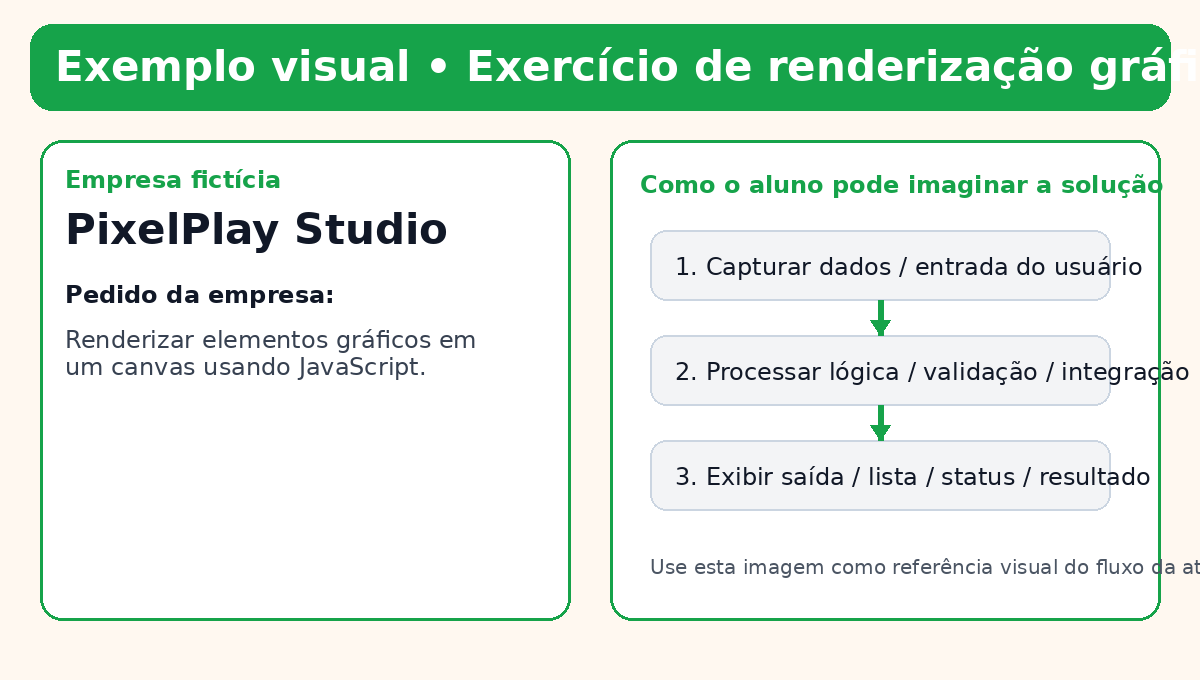 Exemplo visual • Exercício de renderização gráfi
Empresa fictícia
PixelPlay Studio
Pedido da empresa:
Renderizar elementos gráficos em
um canvas usando JavaScript.
Como o aluno pode imaginar a solução
1. Capturar dados / entrada do usuário
2. Processar lógica / validação / integração
3. Exibir saída / lista / status / resultado
Use esta imagem como referência visual do fluxo da at